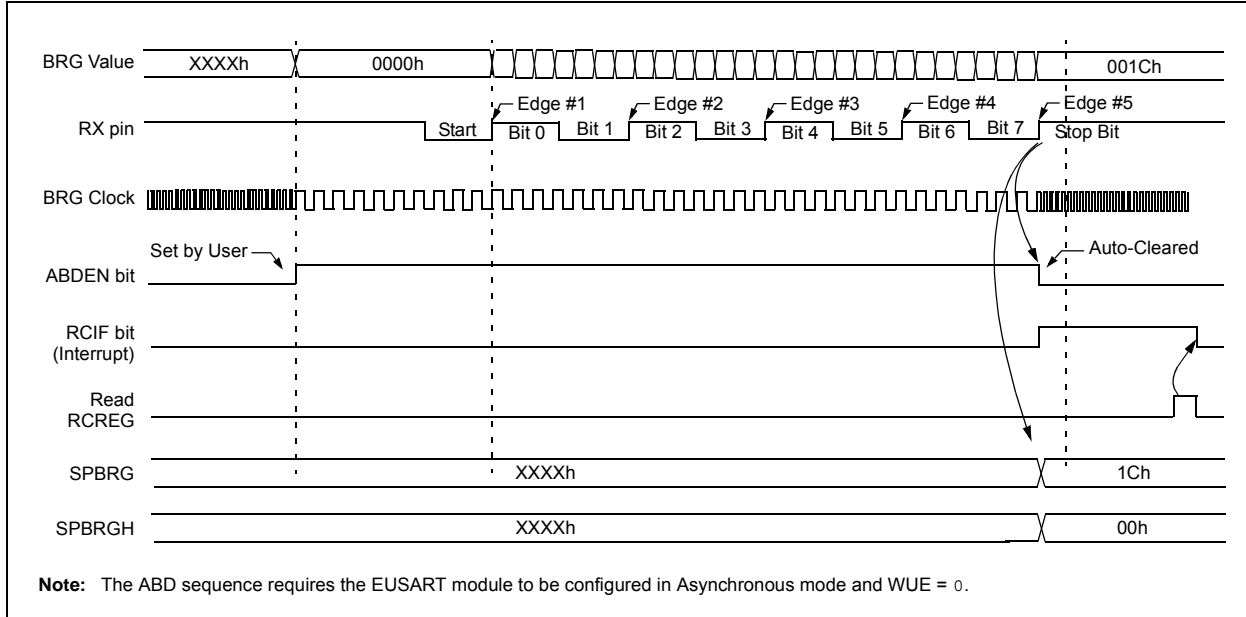 BRG Value XXXXh 0000h 001Ch
Edge #1 Edge #2 Edge #3 Edge #4 Edge #5
RX pin Start Bit 0 Bit 1 Bit 2 Bit 3 Bit 4 Bit 5 Bit 6 Bit 7 Stop Bit
BRG Clock
Set by User Auto-Cleared
ABDEN bit
RCIF bit
(Interrupt)
Read
RCREG
SPBRG XXXXh 1Ch
SPBRGH XXXXh 00h
Note: The ABD sequence requires the EUSART module to be configured in Asynchronous mode and WUE = 0.